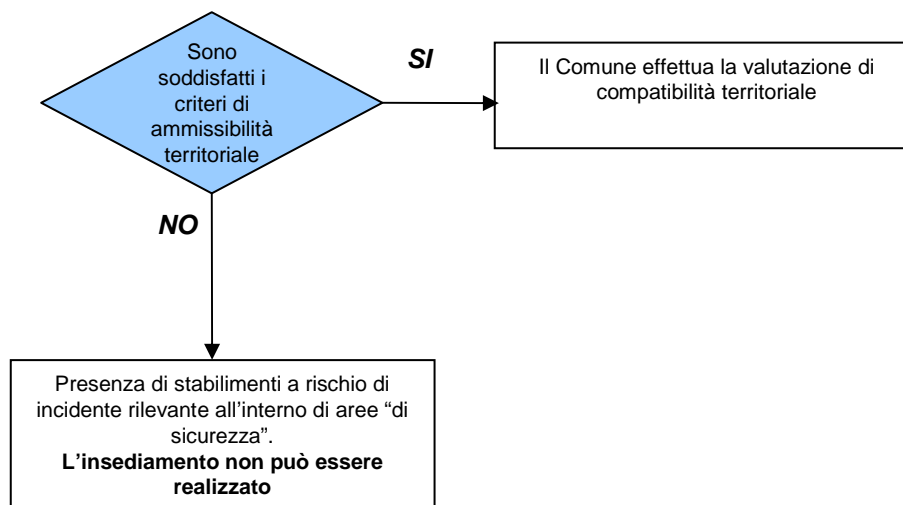 Sono
soddisfatti i
criteri di
ammissibilità
territoriale
SI
Il Comune effettua la valutazione di
compatibilità territoriale
NO
Presenza di stabilimenti a rischio di
incidente rilevante all’interno di aree “di
sicurezza”.
L’insediamento non può essere
realizzato